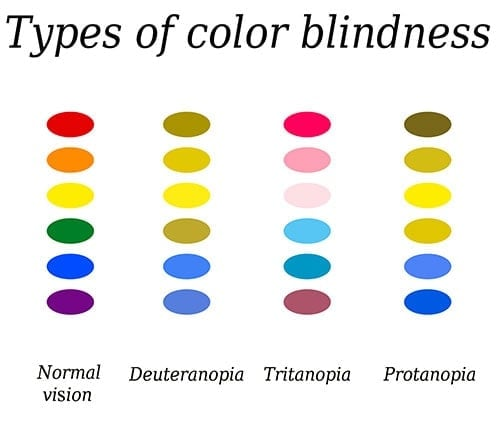 Types of color blindness
Normal
vision
Deuteranopia
Tritanopia
Protanopia